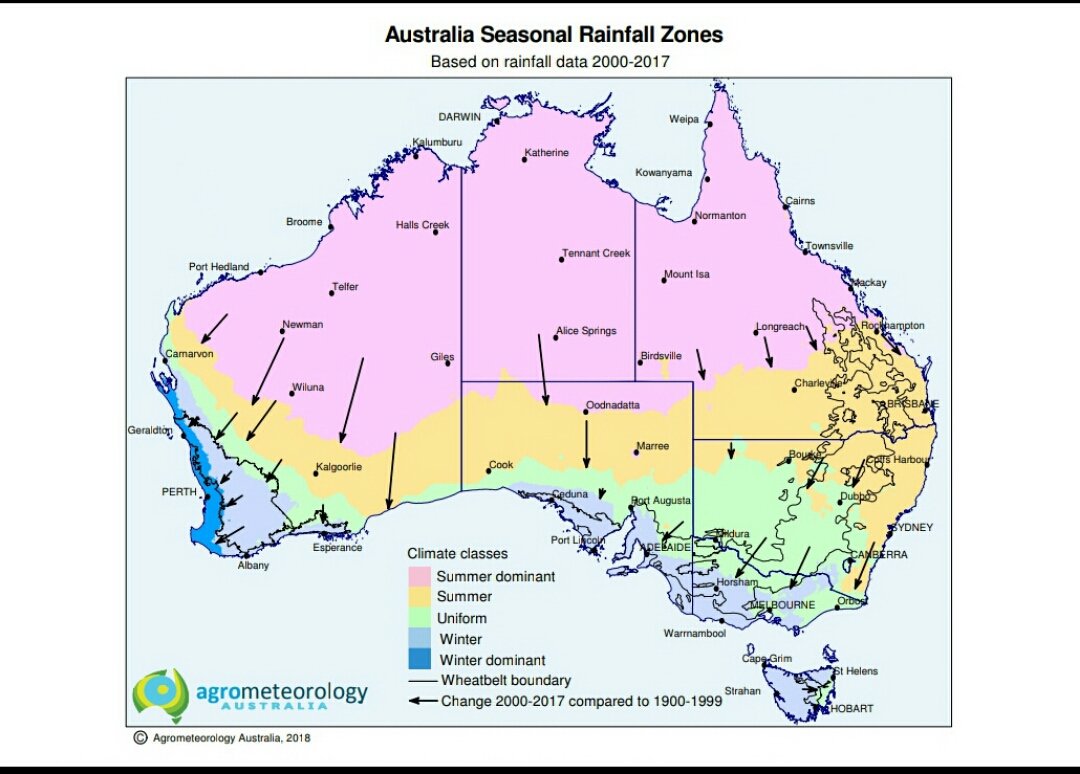 Australia Seasonal Rainfall Zones
Based on rainfall data 2000-2017
DARWIN
Weipa
Kalumburu
Katherine
Kowanyama
Cairns
Normanton
Broome
Halls Creek
Townsville
Tennant Creek
Port Hedland
Mount Isa
Mackay
Telfer
Newman
Alice Springs
Longreach
Rockhampton
Carnarvon
Giles
Birdsville
Wiluna
Charleville
Oodnadatta
BRISBANE
Geraldton
Marree
Bourke
Coffs Harbour
Kalgoorlie
Cook
PERTH
Ceduna
Port Augusta
Dubbo
SYDNEY
Mildura
Port Lincoln
ADELAIDE
Esperance
CANBERRA
Albany
Horsham
MELBOURNE
Orbost
Warrnambool
Cape Grim
St Helens
Strahan
HOBART
Climate classes
Summer dominant
Summer
Uniform
Winter
Winter dominant
Wheatbelt boundary
Change 2000-2017 compared to 1900-1999
agrometeorology
AUSTRALIA
© Agrometeorology Australia, 2018